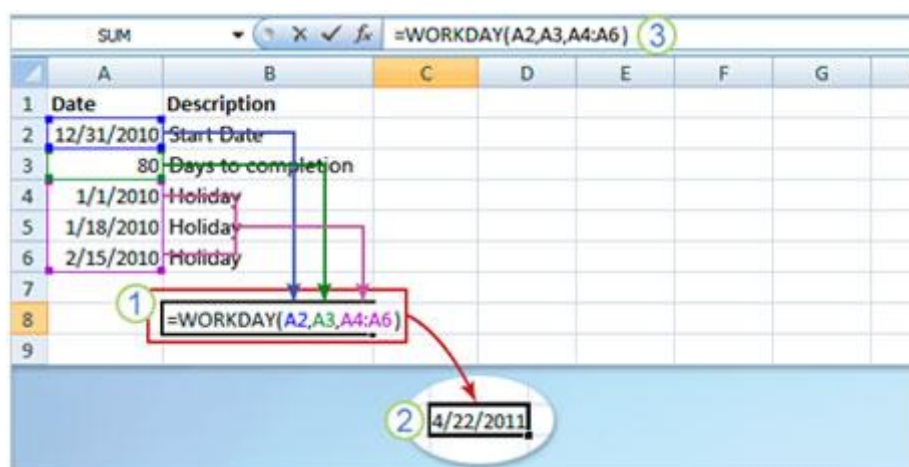 SUM fx =WORKDAY(A2,A3,A4:A6) 3
A B C D E F G
1 Date Description
2 12/31/2010 Start Date
3 80 Days to completion
4 1/1/2010 Holiday
5 1/18/2010 Holiday
6 2/15/2010 Holiday
7
1
8 =WORKDAY(A2,A3,A4:A6)
9
2 4/22/2011